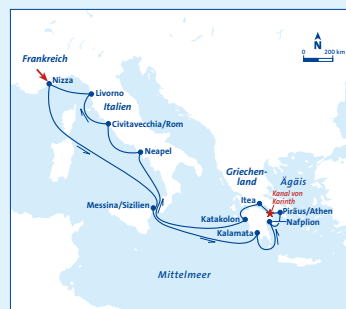 N
0 200 km
Frankreich
Nizza
Livorno
Italien
Civitavecchia/Rom
Neapel
Griechen-
land
Ägäis
Kanal von
Korinth
Itea
Piräus/Athen
Messina/Sizilien
Katakolon
Nafplion
Kalamata
Mittelmeer